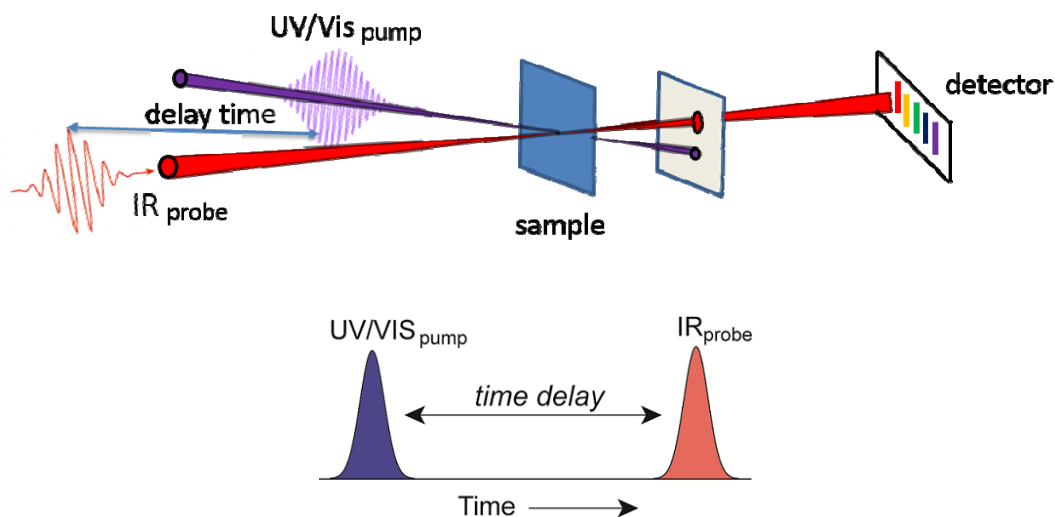 UV/Vis pump
detector
delay time
IR probe
sample
UV/VIS pump
IR probe
time delay
Time